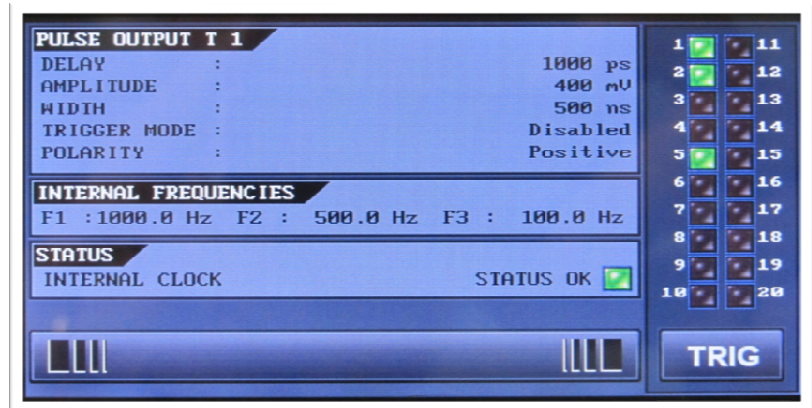 PULSE OUTPUT T 1
DELAY : 1000 ps
AMPLITUDE : 400 mV
WIDTH : 500 ns
TRIGGER MODE : Disabled
POLARITY : Positive
INTERNAL FREQUENCIES
F1 :1000.0 Hz F2 : 500.0 Hz F3 : 100.0 Hz
STATUS
INTERNAL CLOCK STATUS OK
1 11
2 12
3 13
4 14
5 15
6 16
7 17
8 18
9 19
10 20
TRIG